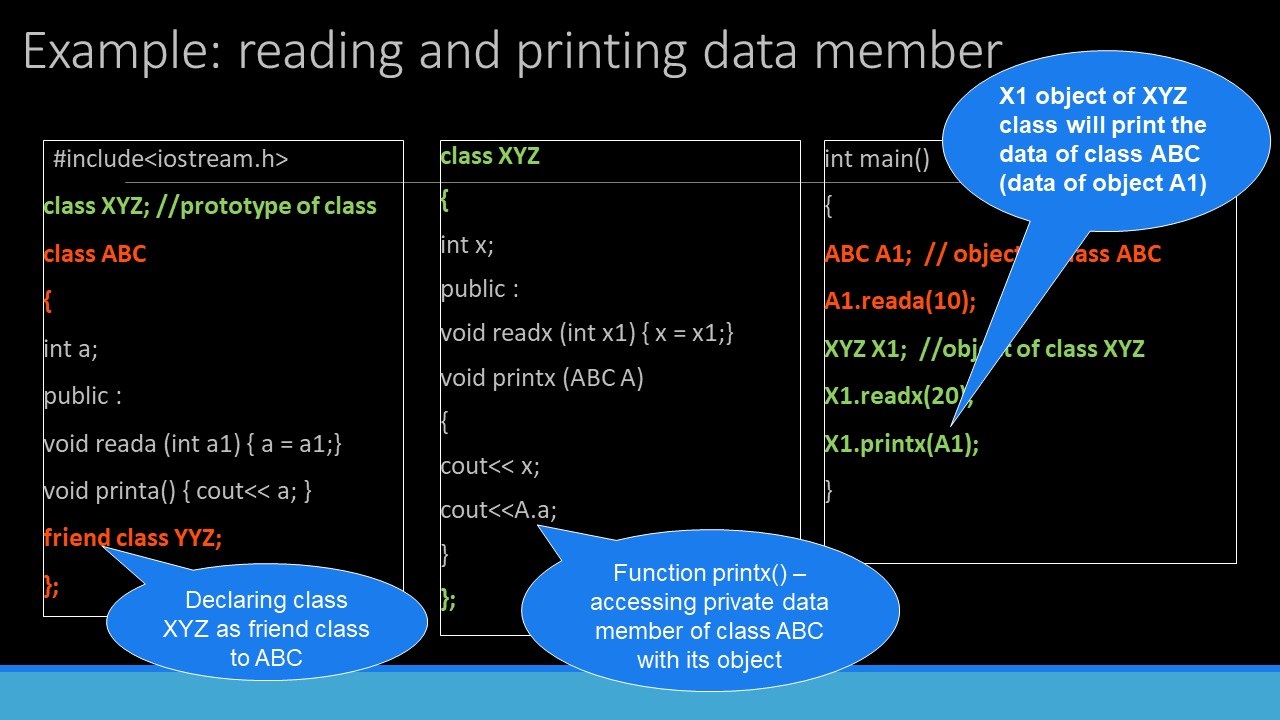 Example: reading and printing data member
#include<iostream.h>
class XYZ; //prototype of class
class ABC
{
int a;
public :
void reada (int a1) { a = a1;}
void printa() { cout<< a; }
friend class YYZ;
};
Declaring class
XYZ as friend class
to ABC
class XYZ
{
int x;
public :
void readx (int x1) { x = x1;}
void printx (ABC A)
{
cout<< x;
cout<<A.a;
}
};
Function printx() –
accessing private data
member of class ABC
with its object
int main()
{
ABC A1; // object class ABC
A1.reada(10);
XYZ X1; //object of class XYZ
X1.readx(20);
X1.printx(A1);
}
X1 object of XYZ
class will print the
data of class ABC
(data of object A1)